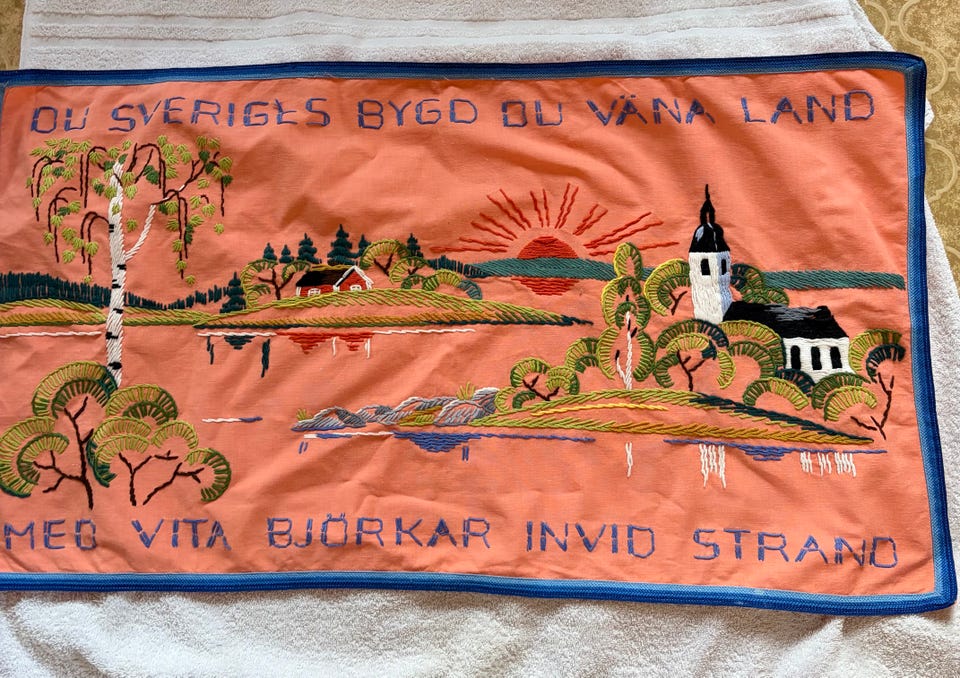 DU SVERIGES BYGD DU VÄNA LAND
MED VITA BJÖRKAR INVID STRAND